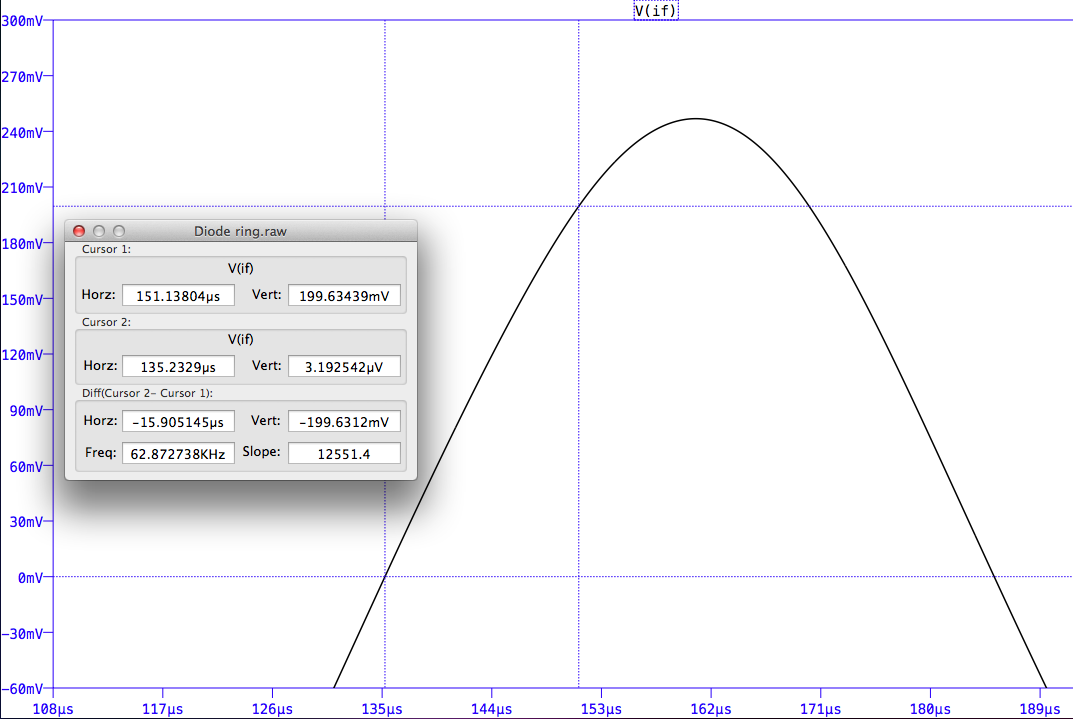 V(if)
300mV
270mV
240mV
210mV
180mV
150mV
120mV
90mV
60mV
30mV
0mV
-30mV
-60mV
Diode ring.raw
Cursor 1:
V(if)
Horz: 151.13804µs Vert: 199.63439mV
Cursor 2:
V(if)
Horz: 135.2329µs Vert: 3.192542µV
Diff(Cursor 2- Cursor 1):
Horz: -15.905145µs Vert: -199.6312mV
Freq: 62.872738KHz Slope: 12551.4
108µs 117µs 126µs 135µs 144µs 153µs 162µs 171µs 180µs 189µs